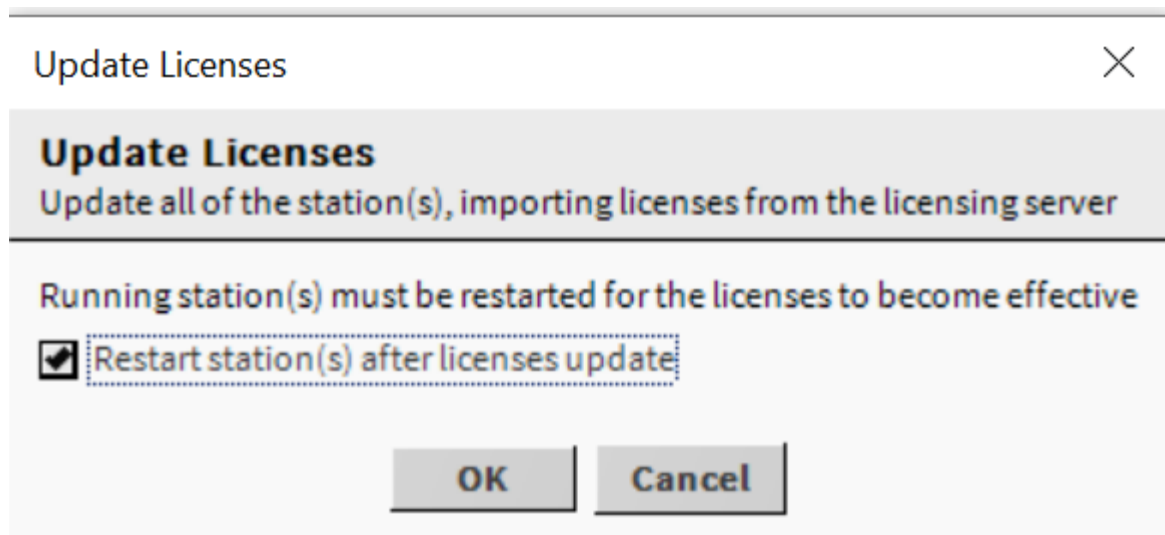 Update Licenses
Update Licenses
Update all of the station(s), importing licenses from the licensing server
Running station(s) must be restarted for the licenses to become effective
Restart station(s) after licenses update
OK Cancel